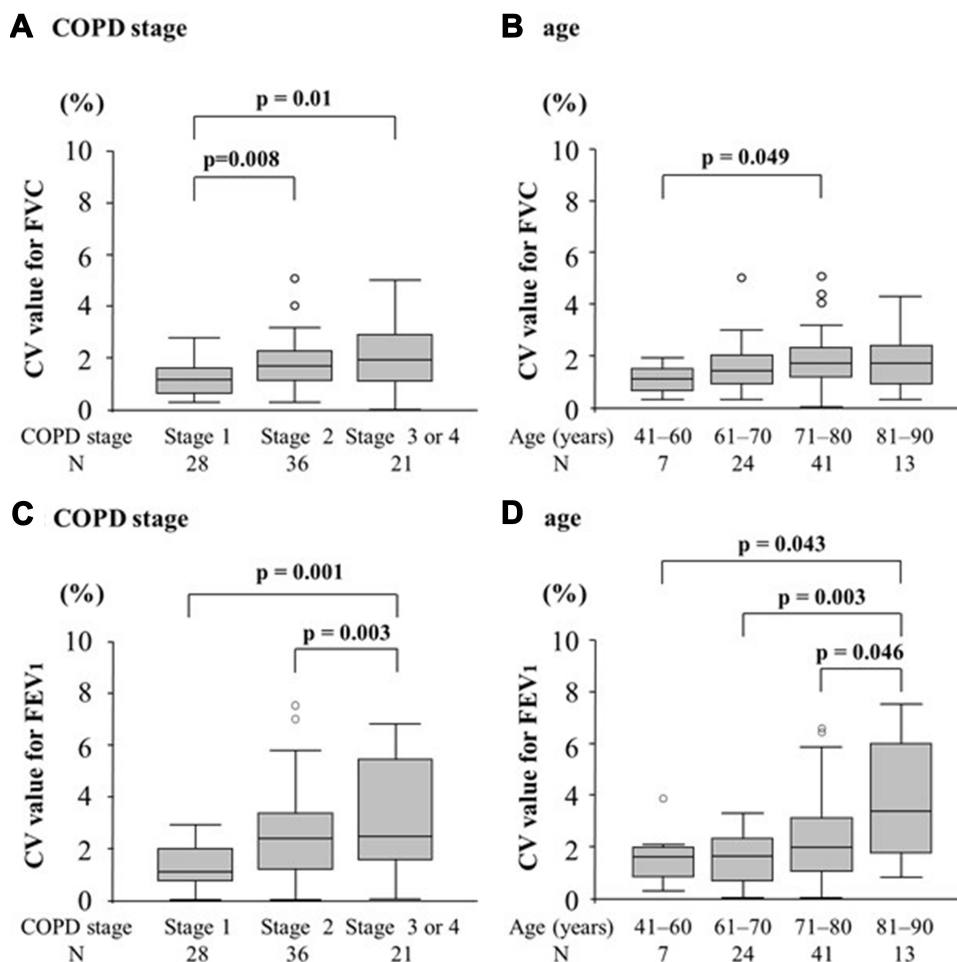 A COPD stage
(%)
p = 0.01
p=0.008
CV value for FVC
10
8
6
4
2
0
COPD stage Stage 1 Stage 2 Stage 3 or 4
N 28 36 21
B age
(%)
p = 0.049
CV value for FVC
10
8
6
4
2
0
Age (years) 41–60 61–70 71–80 81–90
N 7 24 41 13
C COPD stage
(%)
p = 0.001
p = 0.003
CV value for FEV1
10
8
6
4
2
0
COPD stage Stage 1 Stage 2 Stage 3 or 4
N 28 36 21
D age
(%)
p = 0.043
p = 0.003
p = 0.046
CV value for FEV1
10
8
6
4
2
0
Age (years) 41–60 61–70 71–80 81–90
N 7 24 41 13